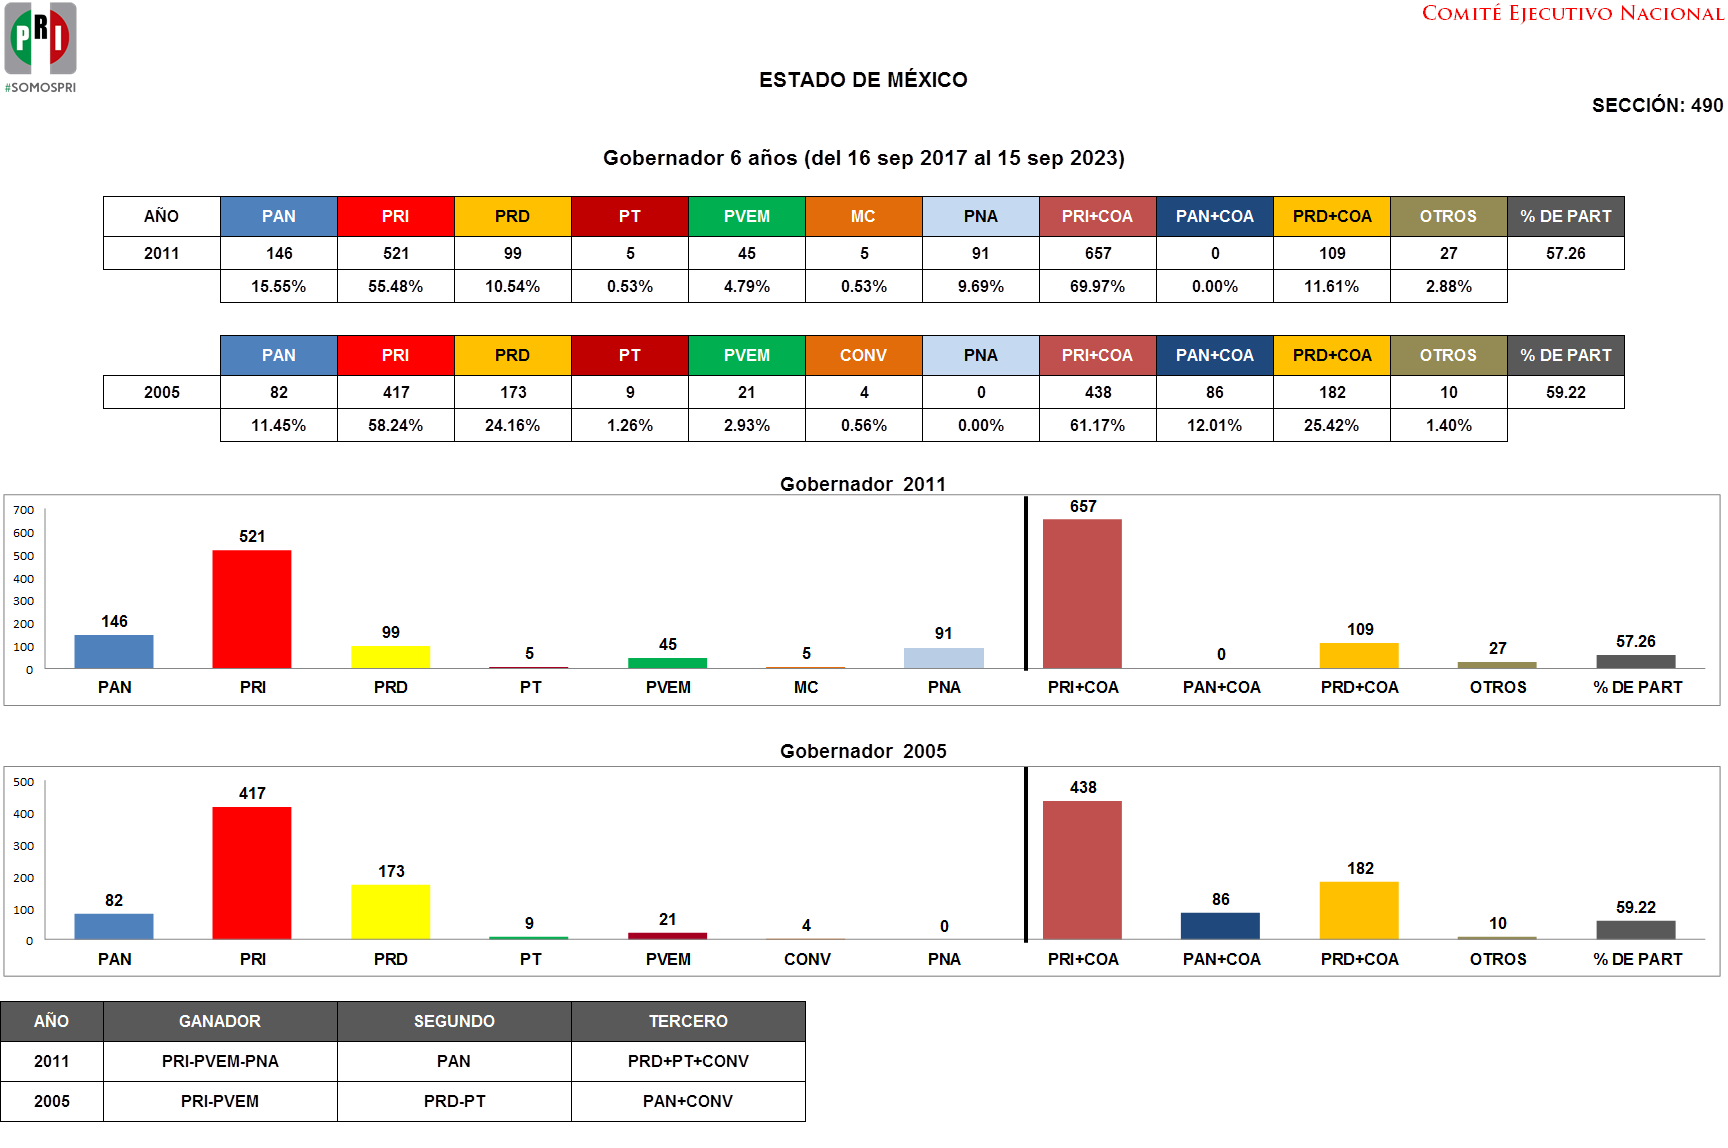 PRI
#SOMOSPRI
COMITÉ EJECUTIVO NACIONAL
ESTADO DE MÉXICO
SECCIÓN: 490
Gobernador 6 años (del 16 sep 2017 al 15 sep 2023)
AÑO PAN PRI PRD PT PVEM MC PNA PRI+COA PAN+COA PRD+COA OTROS % DE PART
2011 146 521 99 5 45 5 91 657 0 109 27 57.26
15.55% 55.48% 10.54% 0.53% 4.79% 0.53% 9.69% 69.97% 0.00% 11.61% 2.88%
PAN PRI PRD PT PVEM CONV PNA PRI+COA PAN+COA PRD+COA OTROS % DE PART
2005 82 417 173 9 21 4 0 438 86 182 10 59.22
11.45% 58.24% 24.16% 1.26% 2.93% 0.56% 0.00% 61.17% 12.01% 25.42% 1.40%
Gobernador 2011
700
600
500
400
300
200
100
0
146 521 99 5 45 5 91 657 0 109 27 57.26
PAN PRI PRD PT PVEM MC PNA PRI+COA PAN+COA PRD+COA OTROS % DE PART
Gobernador 2005
500
400
300
200
100
0
82 417 173 9 21 4 0 438 86 182 10 59.22
PAN PRI PRD PT PVEM CONV PNA PRI+COA PAN+COA PRD+COA OTROS % DE PART
AÑO GANADOR SEGUNDO TERCERO
2011 PRI-PVEM-PNA PAN PRD+PT+CONV
2005 PRI-PVEM PRD-PT PAN+CONV